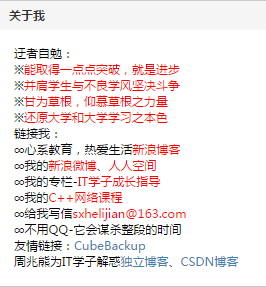 关于我
迂者自勉：
※能取得一点点突破，就是进步
※并肩学生与不良学风坚决斗争
※甘为草根，仰慕草根之力量
※还原大学和大学学习之本色
链接我：
∞心系教育，热爱生活新浪博客
∞我的新浪微博、人人空间
∞我的专栏-IT学子成长指导
∞我的C++网络课程
∞给我写信sxhelijian@163.com
∞不用QQ-它会谋杀整段的时间
友情链接：CubeBackup
周兆熊为IT学子解惑独立博客、CSDN博客